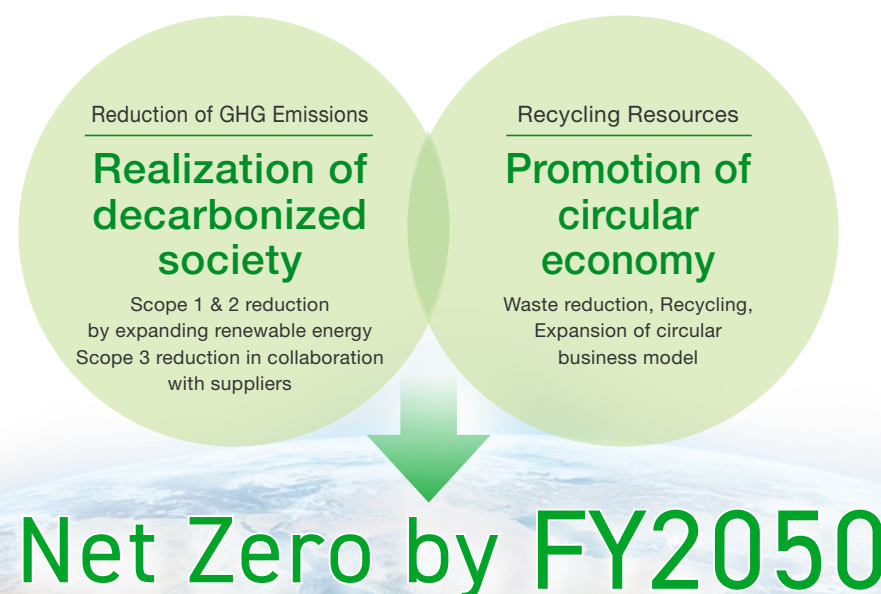 Reduction of GHG Emissions
Realization of
decarbonized
society
Scope 1 & 2 reduction
by expanding renewable energy
Scope 3 reduction in collaboration
with suppliers
Recycling Resources
Promotion of
circular
economy
Waste reduction, Recycling,
Expansion of circular
business model
Net Zero by FY2050